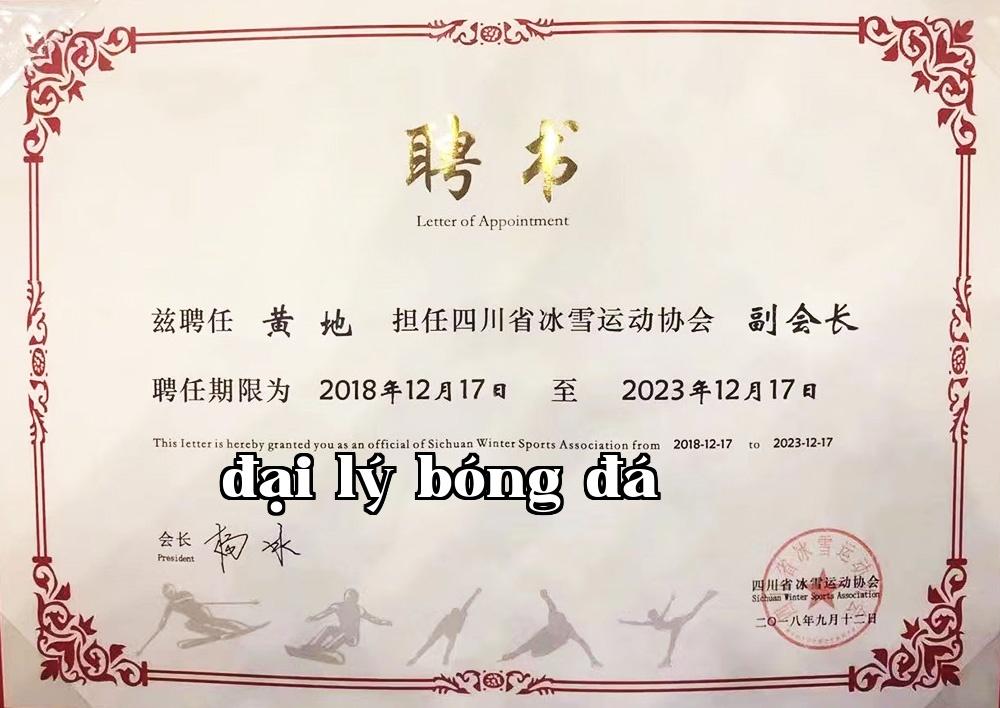 聘书
Letter of Appointment
兹聘任 黄地 担任四川省冰雪运动协会 副会长
聘任期限为 2018年12月17日 至 2023年12月17日
This letter is hereby granted you as an official of Sichuan Winter Sports Association from 2018-12-17 to 2023-12-17
đại lý bóng đá
会长
President
杨冰
四川省冰雪运动协会
Sichuan Winter Sports Association
二〇一八年九月十二日